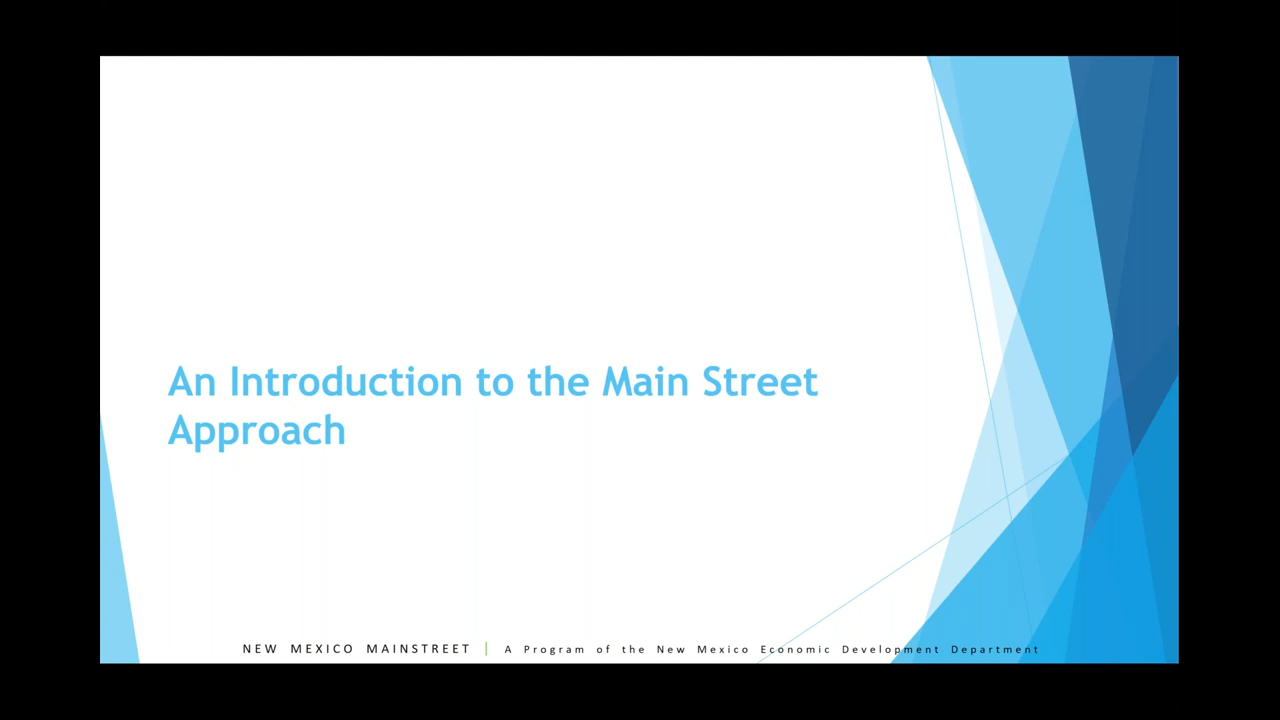 An Introduction to the Main Street
Approach
NEW MEXICO MAINSTREET | A Program of the New Mexico Economic Development Department